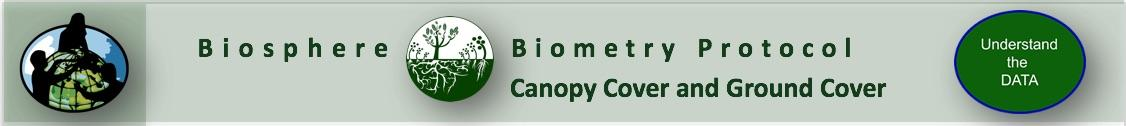 Biosphere Biometry Protocol
Canopy Cover and Ground Cover
Understand
the
DATA